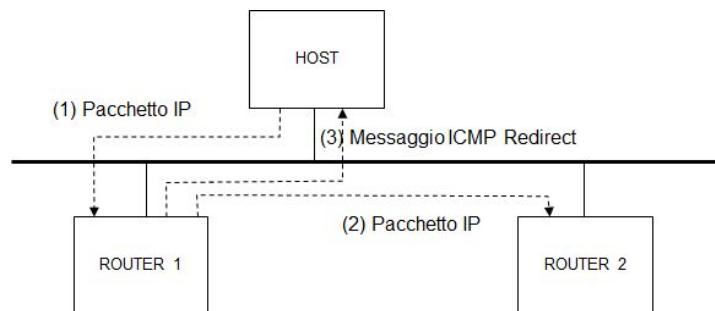 HOST
(1) Pacchetto IP
(3) Messaggio ICMP Redirect
(2) Pacchetto IP
ROUTER 1
ROUTER 2